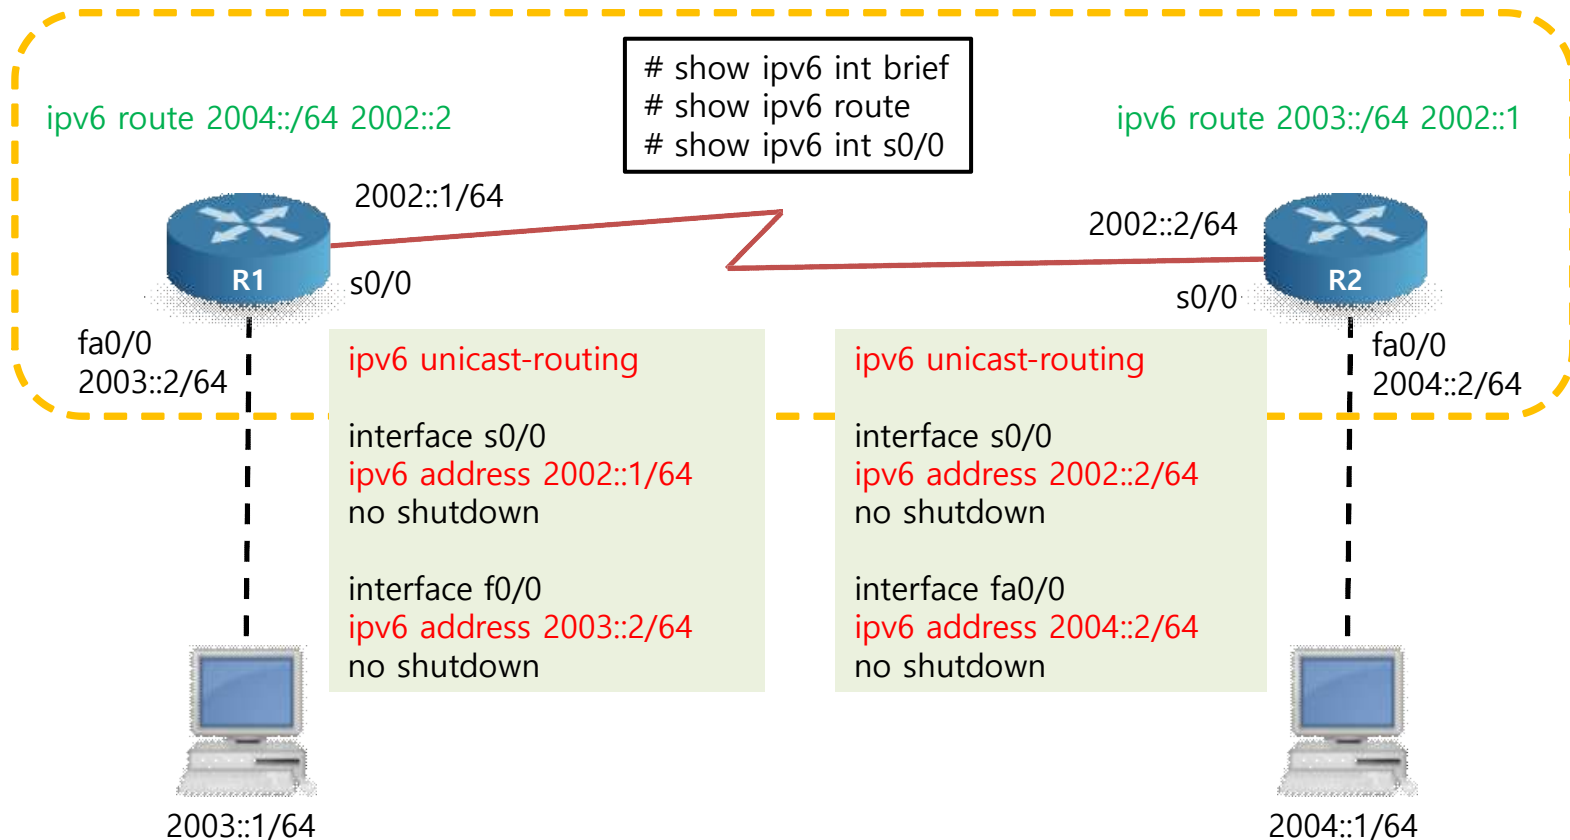 # show ipv6 int brief
# show ipv6 route
# show ipv6 int s0/0
ipv6 route 2004::/64 2002::2
ipv6 route 2003::/64 2002::1
2002::1/64
2002::2/64
R1
R2
s0/0
s0/0
fa0/0
2003::2/64
fa0/0
2004::2/64
ipv6 unicast-routing
interface s0/0
ipv6 address 2002::1/64
no shutdown
interface f0/0
ipv6 address 2003::2/64
no shutdown
ipv6 unicast-routing
interface s0/0
ipv6 address 2002::2/64
no shutdown
interface fa0/0
ipv6 address 2004::2/64
no shutdown
2003::1/64
2004::1/64